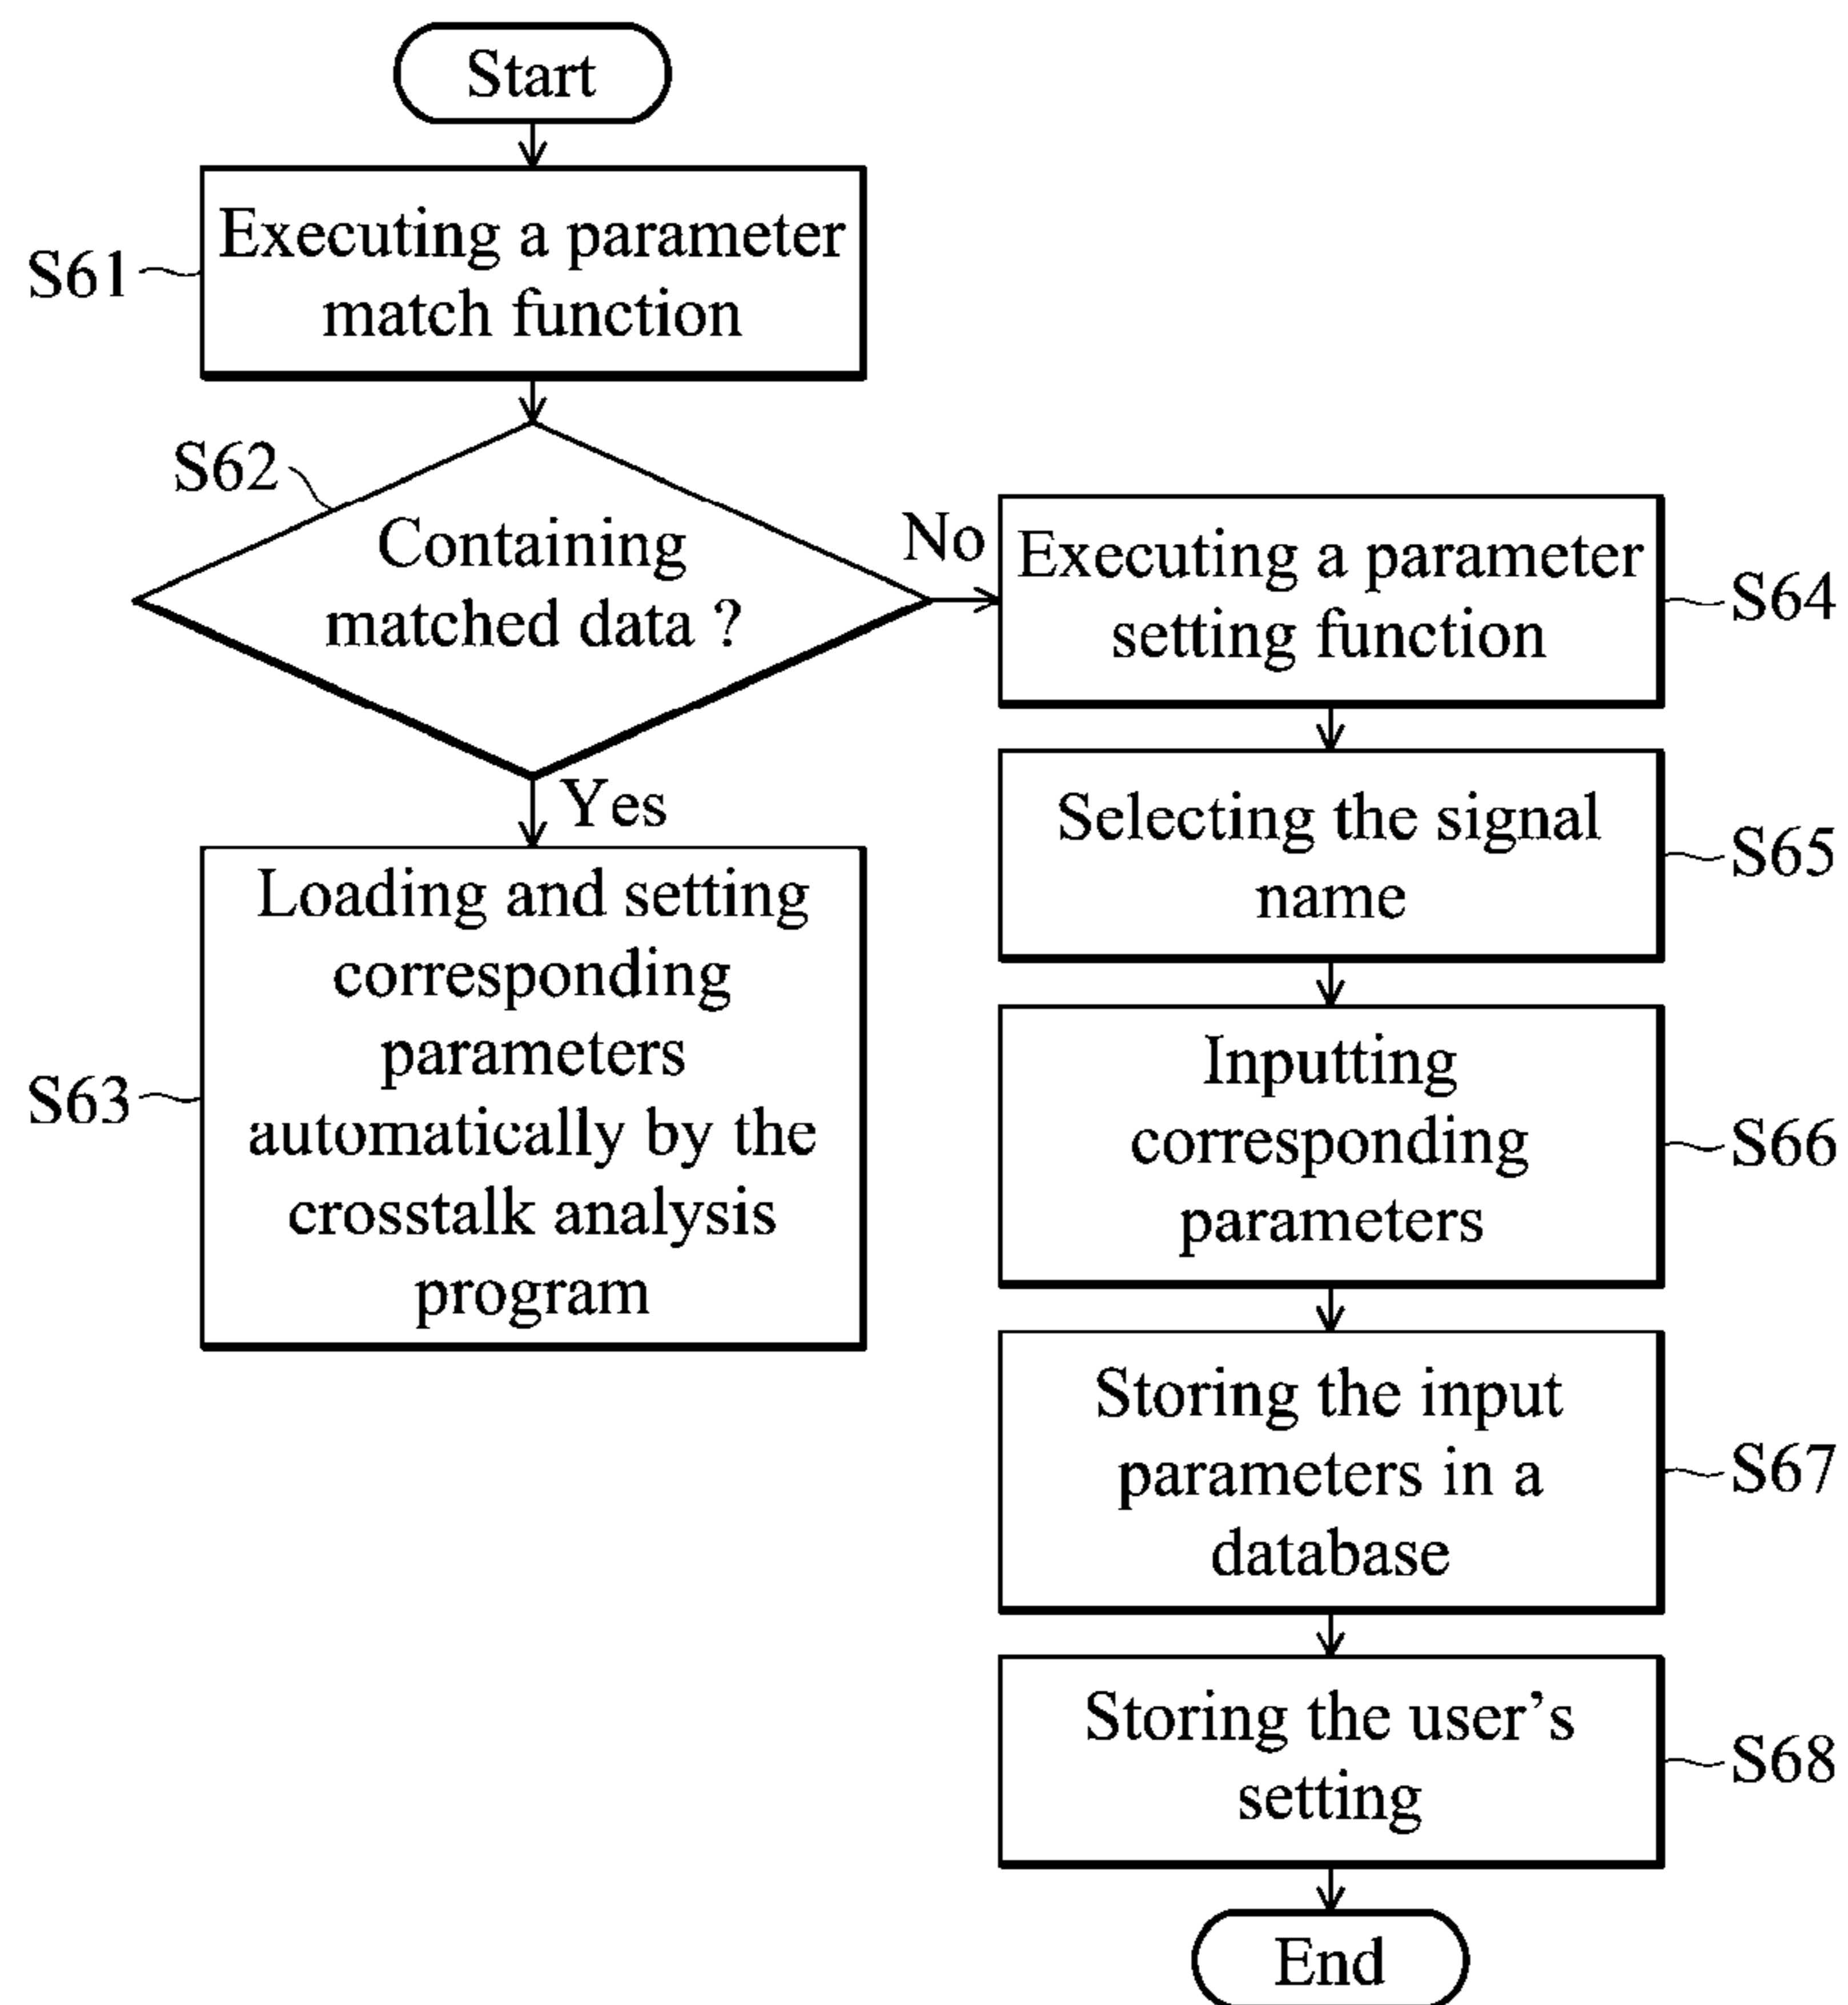 Start
S61
Executing a parameter
match function
S62
Containing
matched data ?
No
Yes
S63
Loading and setting
corresponding
parameters
automatically by the
crosstalk analysis
program
Executing a parameter
setting function
S64
Selecting the signal
name
S65
Inputting
corresponding
parameters
S66
Storing the input
parameters in a
database
S67
Storing the user’s
setting
S68
End